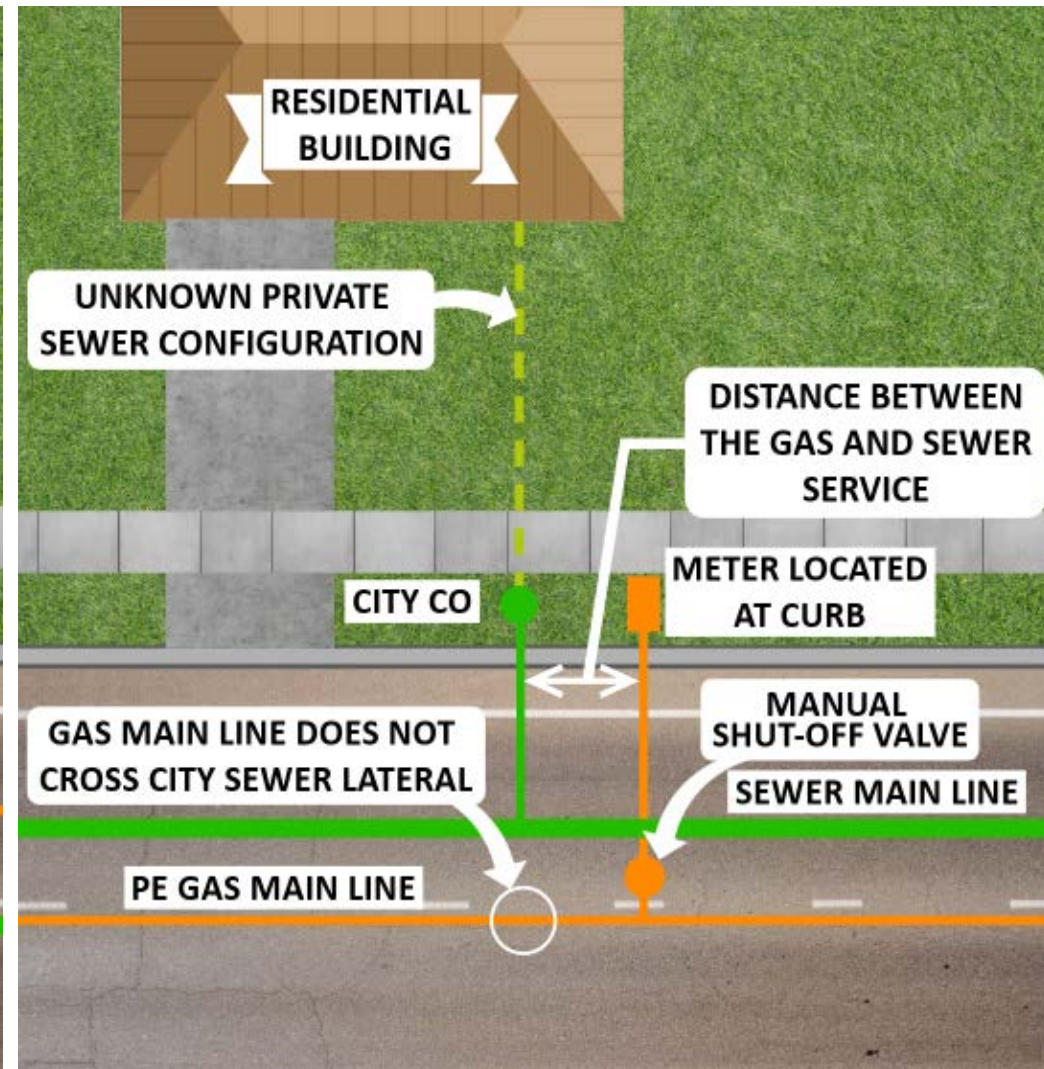 RESIDENTIAL
BUILDING
UNKNOWN PRIVATE
SEWER CONFIGURATION
DISTANCE BETWEEN
THE GAS AND SEWER
SERVICE
CITY CO
METER LOCATED
AT CURB
GAS MAIN LINE DOES NOT
CROSS CITY SEWER LATERAL
MANUAL
SHUT-OFF VALVE
SEWER MAIN LINE
PE GAS MAIN LINE